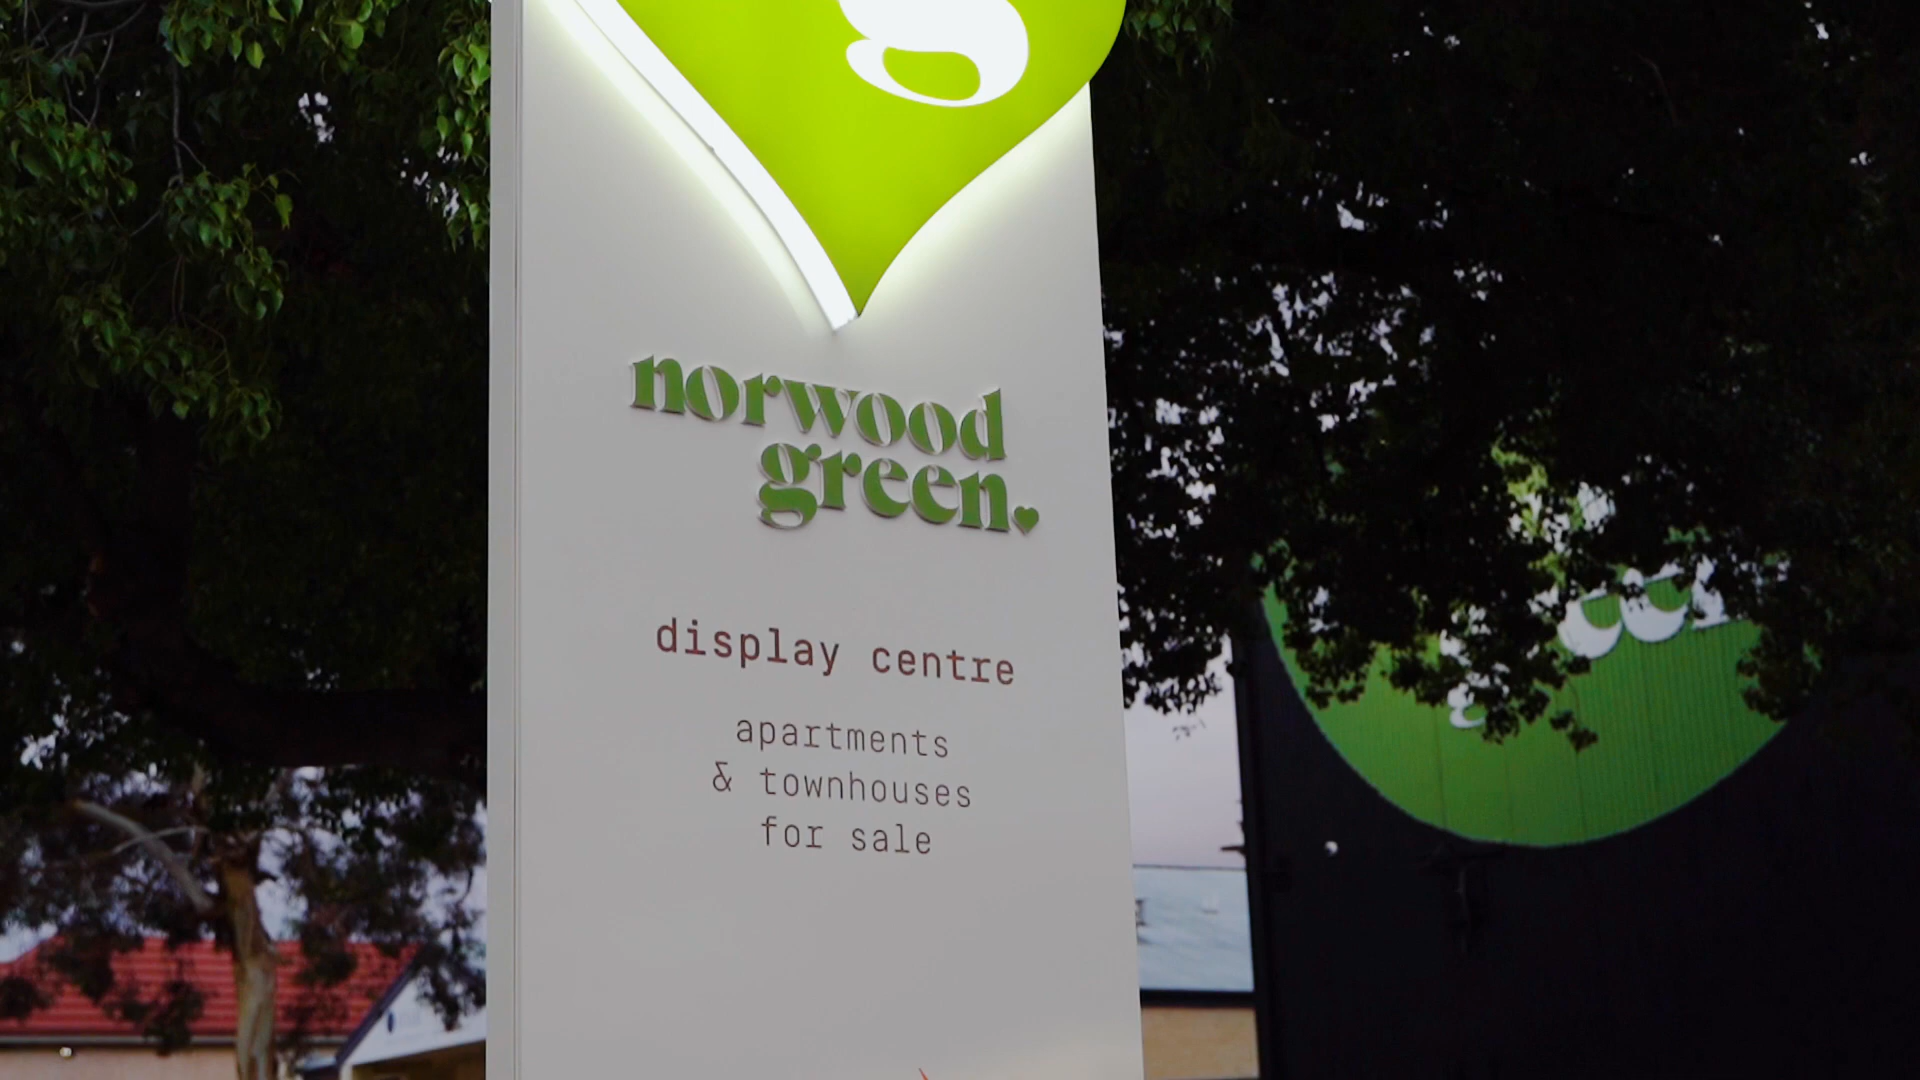 g
norwood
green.
display centre
apartments
& townhouses
for sale